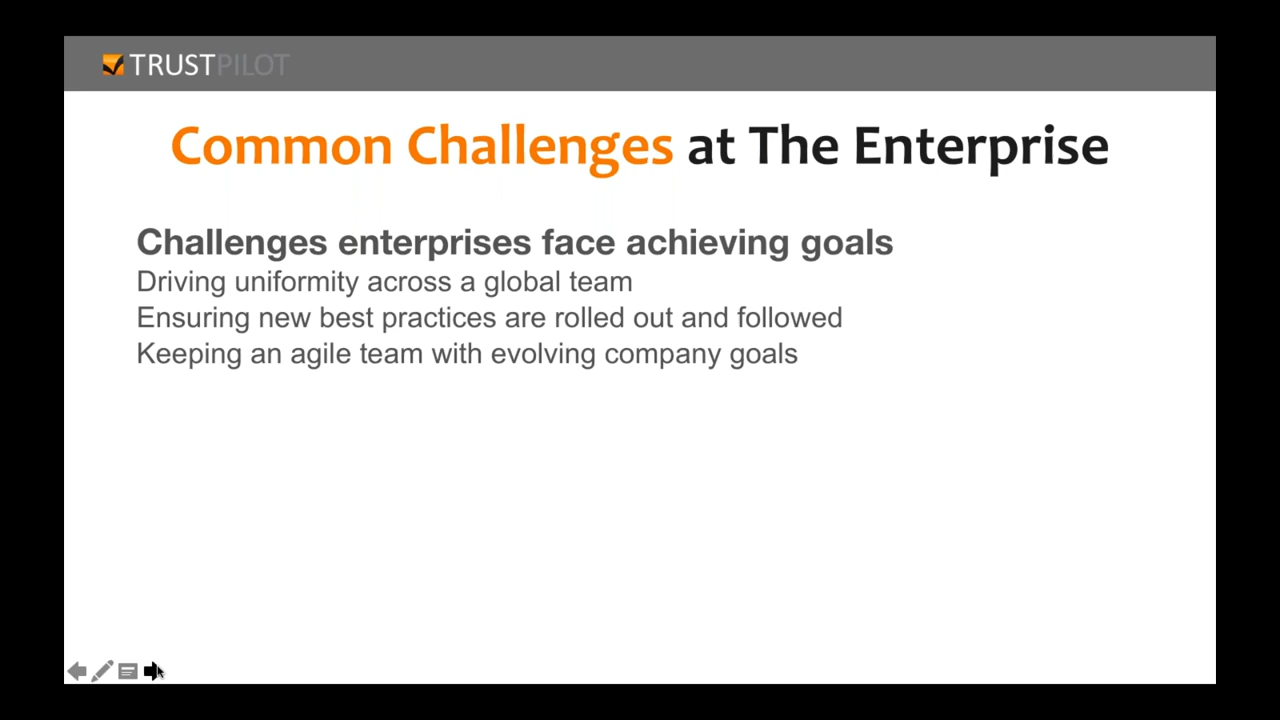 TRUSTPILOT
Common Challenges at The Enterprise
Challenges enterprises face achieving goals
Driving uniformity across a global team
Ensuring new best practices are rolled out and followed
Keeping an agile team with evolving company goals